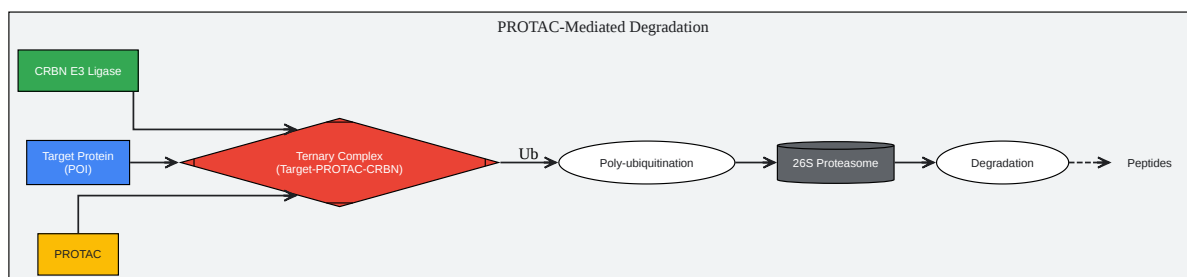 PROTAC-Mediated Degradation
CRBN E3 Ligase
Target Protein
(POI)
PROTAC
Ternary Complex
(Target-PROTAC-CRBN)
Ub
Poly-ubiquitination
26S Proteasome
Degradation
Peptides